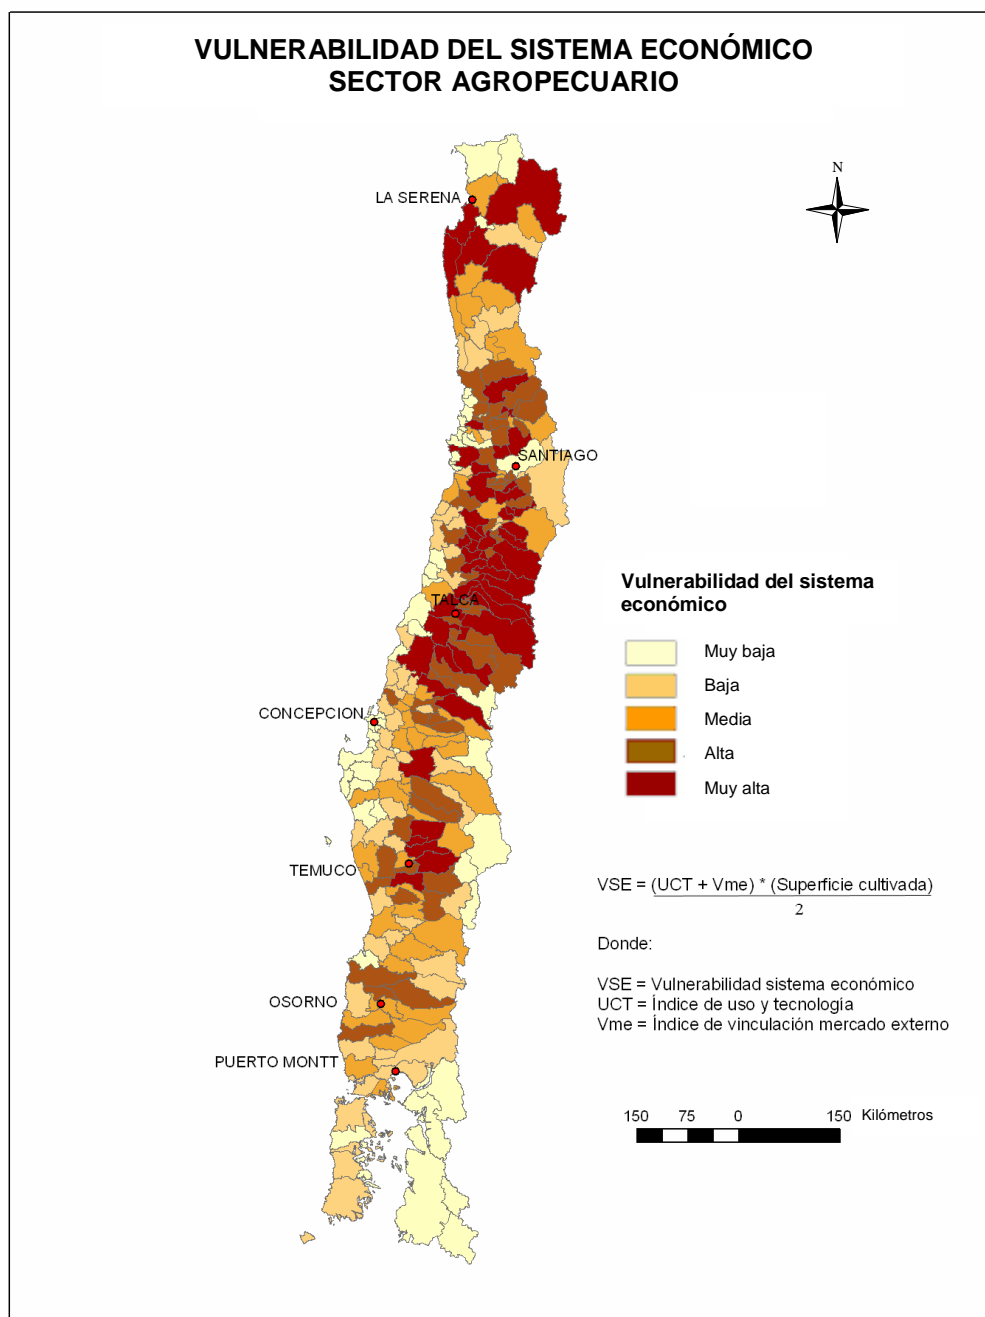 VULNERABILIDAD DEL SISTEMA ECONÓMICO
SECTOR AGROPECUARIO
N
LA SERENA
SANTIAGO
TALCA
CONCEPCION
TEMUCO
OSORNO
PUERTO MONTT
Vulnerabilidad del sistema
económico
Muy baja
Baja
Media
Alta
Muy alta
VSE = (UCT + Vme) * (Superficie cultivada)
2
Donde:
VSE = Vulnerabilidad sistema económico
UCT = Índice de uso y tecnología
Vme = Índice de vinculación mercado externo
150 75 0 150 Kilómetros